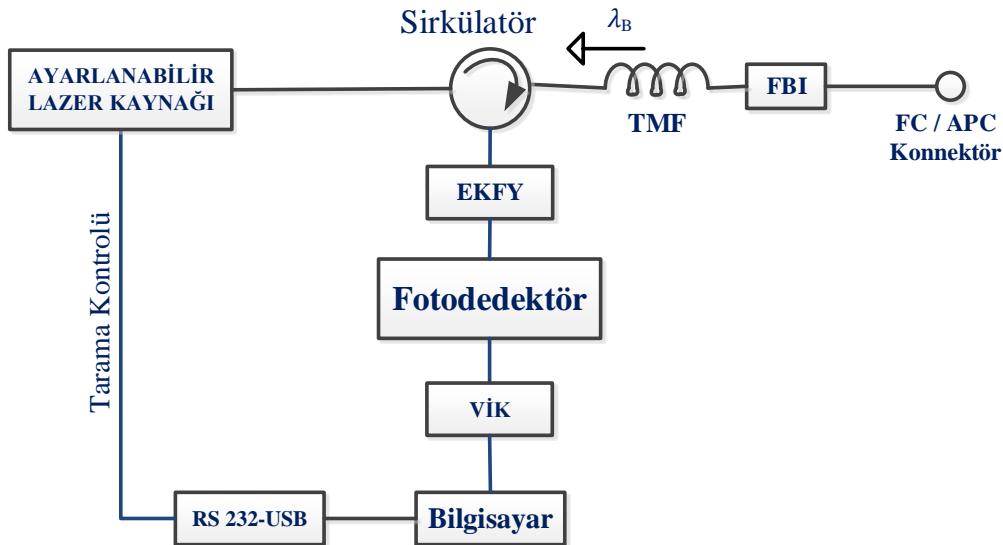 Sirkülatör
λB
AYARLANABİLİR
LAZER KAYNAĞI
FBI
TMF
FC / APC
Konnektör
EKFY
Tarama Kontrolü
Fotodedektör
VİK
RS 232-USB
Bilgisayar